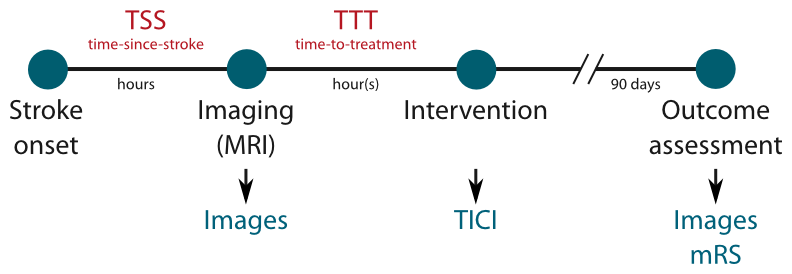 TSS
time-since-stroke
TTT
time-to-treatment
hours
hour(s)
90 days
Stroke
onset
Imaging
(MRI)
Intervention
Outcome
assessment
Images
TICI
Images
mRS